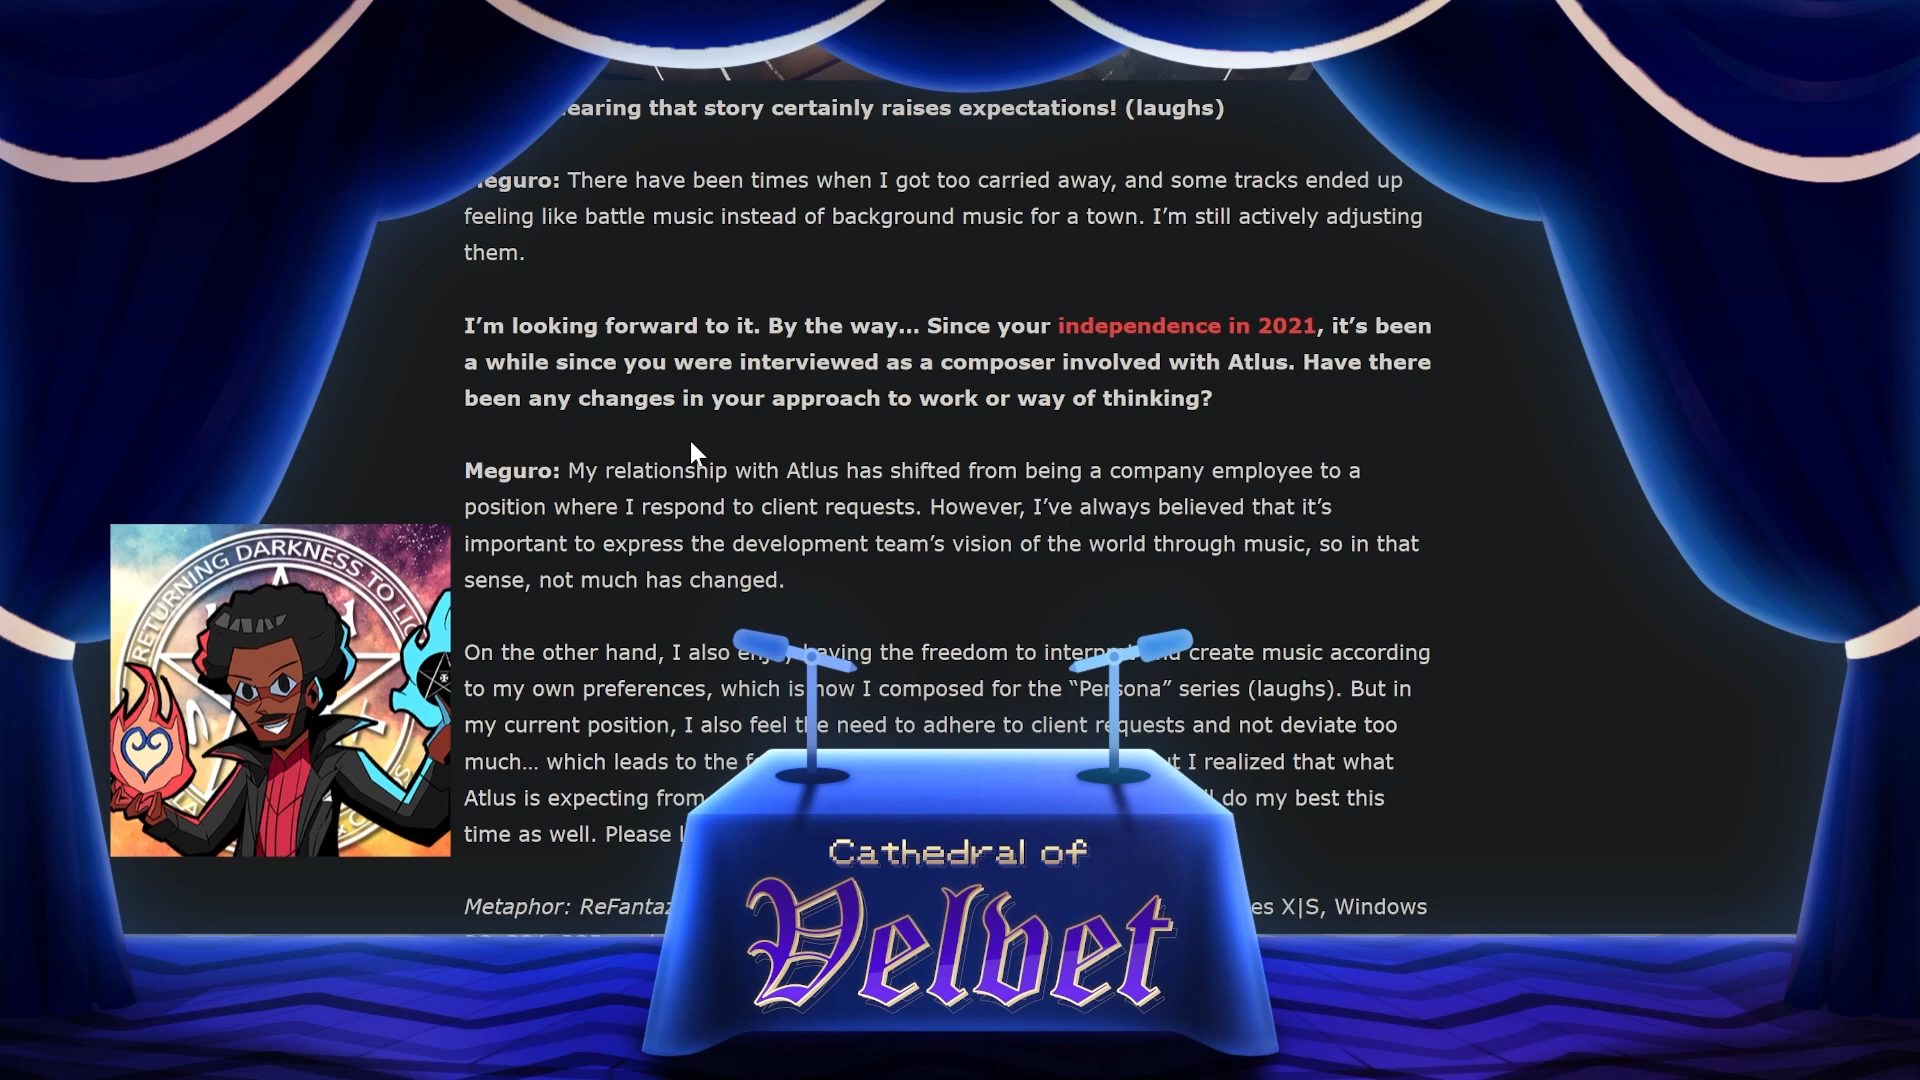 earing that story certainly raises expectations! (laughs)
Meguro: There have been times when I got too carried away, and some tracks ended up
feeling like battle music instead of background music for a town. I’m still actively adjusting
them.
I’m looking forward to it. By the way… Since your independence in 2021, it’s been
a while since you were interviewed as a composer involved with Atlus. Have there
been any changes in your approach to work or way of thinking?
Meguro: My relationship with Atlus has shifted from being a company employee to a
position where I respond to client requests. However, I’ve always believed that it’s
important to express the development team’s vision of the world through music, so in that
sense, not much has changed.
RETURNING DARKNESS TO LIG
On the other hand, I also enjoy having the freedom to interpret and create music according
to my own preferences, which is how I composed for the “Persona” series (laughs). But in
my current position, I also feel the need to adhere to client requests and not deviate too
much… which leads to the f I realized that what
Atlus is expecting from do my best this
time as well. Please
Cathedral of
Velvet
Metaphor: ReFantaz es X|S, Windows